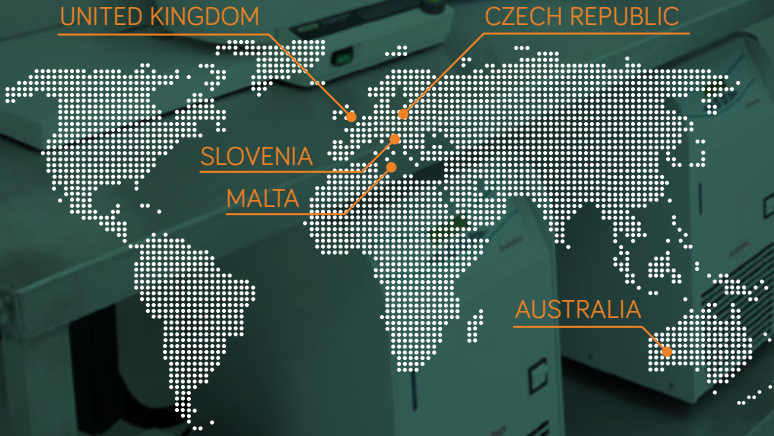 UNITED KINGDOM
CZECH REPUBLIC
SLOVENIA
MALTA
AUSTRALIA